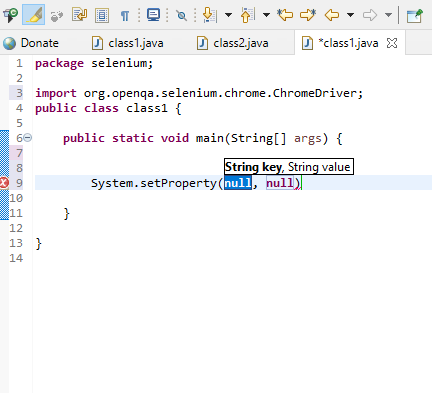 Donate class1.java class2.java *class1.java
1 package selenium;
2
3 import org.openqa.selenium.chrome.ChromeDriver;
4 public class class1 {
5
6 public static void main(String[] args) {
7
8
String key, String value
9 System.setProperty(null, null)
10
11 }
12
13 }
14